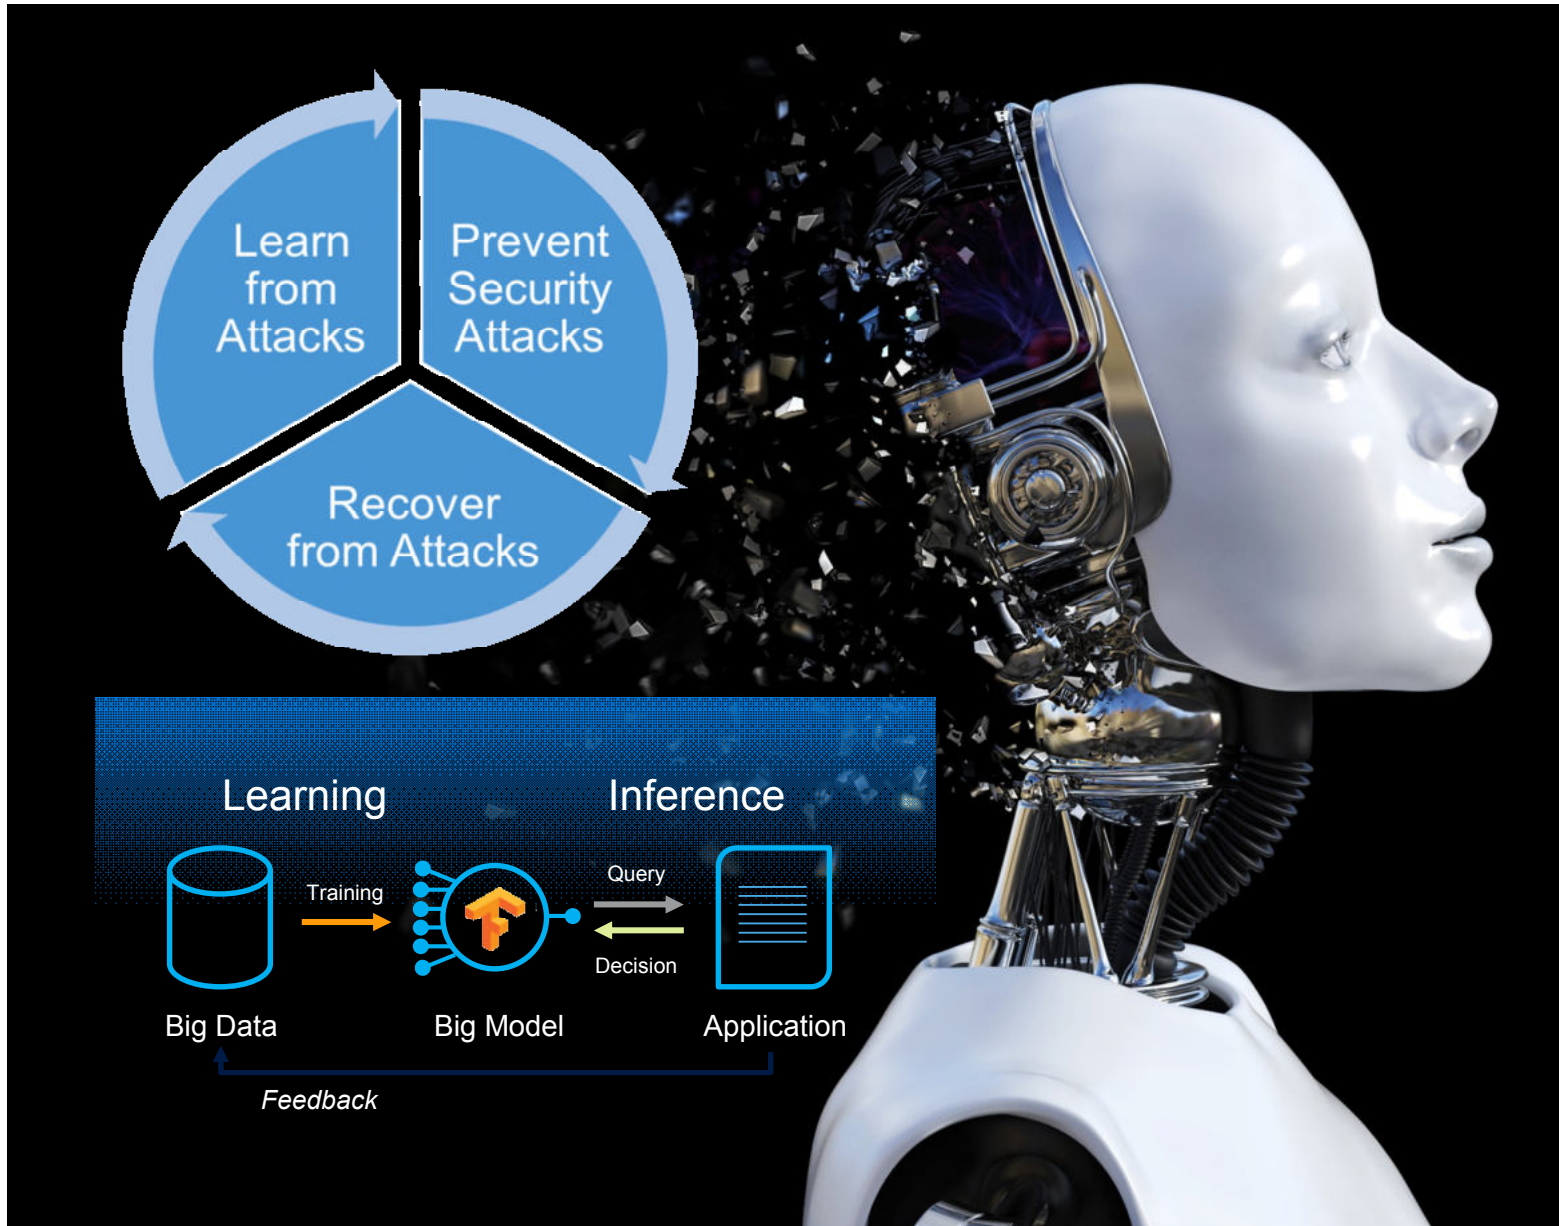 Learn
from
Attacks
Prevent
Security
Attacks
Recover
from Attacks
Learning
Inference
Training
Query
Decision
Big Data
Big Model
Application
Feedback